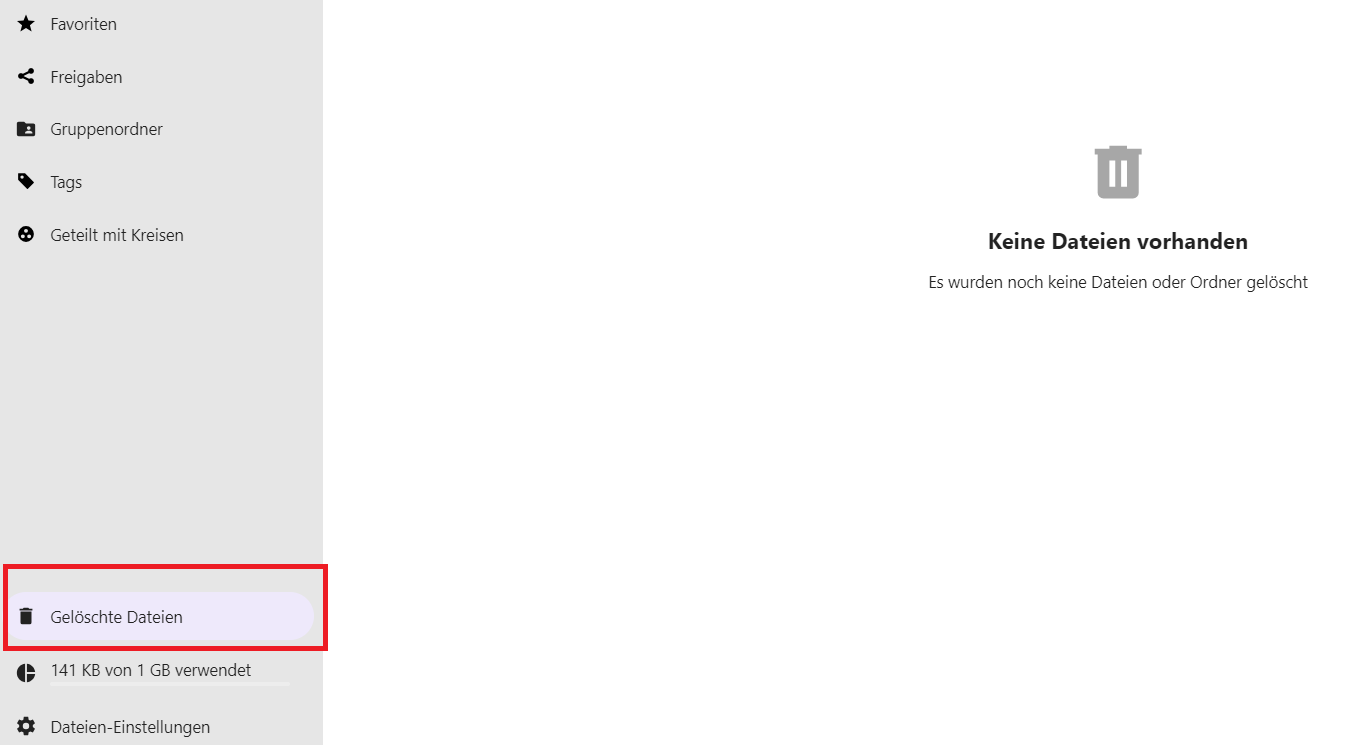 Favoriten
Freigaben
Gruppenordner
Tags
Geteilt mit Kreisen
Keine Dateien vorhanden
Es wurden noch keine Dateien oder Ordner gelöscht
Gelöschte Dateien
141 KB von 1 GB verwendet
Dateien-Einstellungen